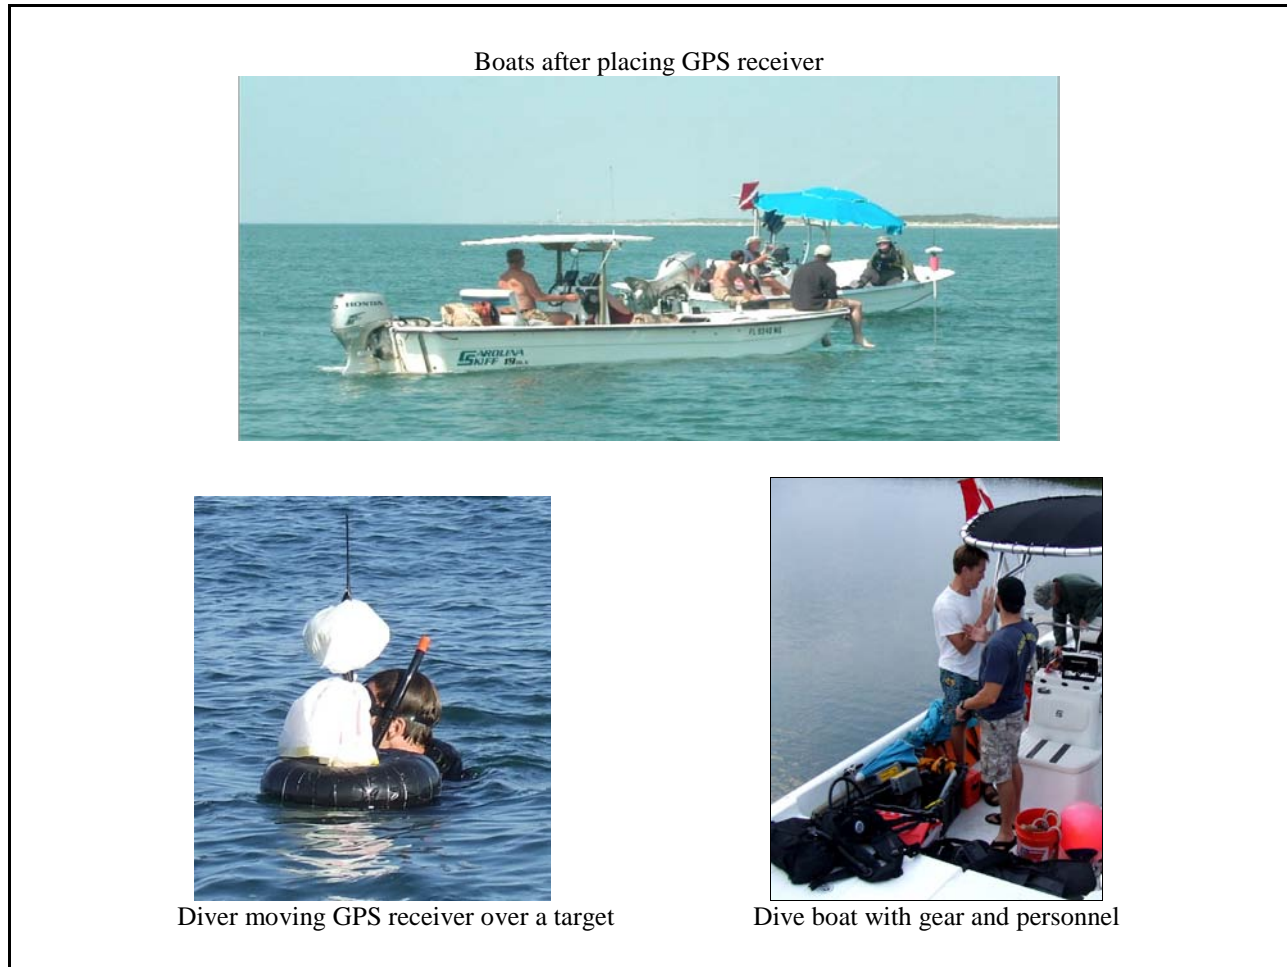 Boats after placing GPS receiver
HONDA
CAROLINA
SKIFF 19
Diver moving GPS receiver over a target
Dive boat with gear and personnel